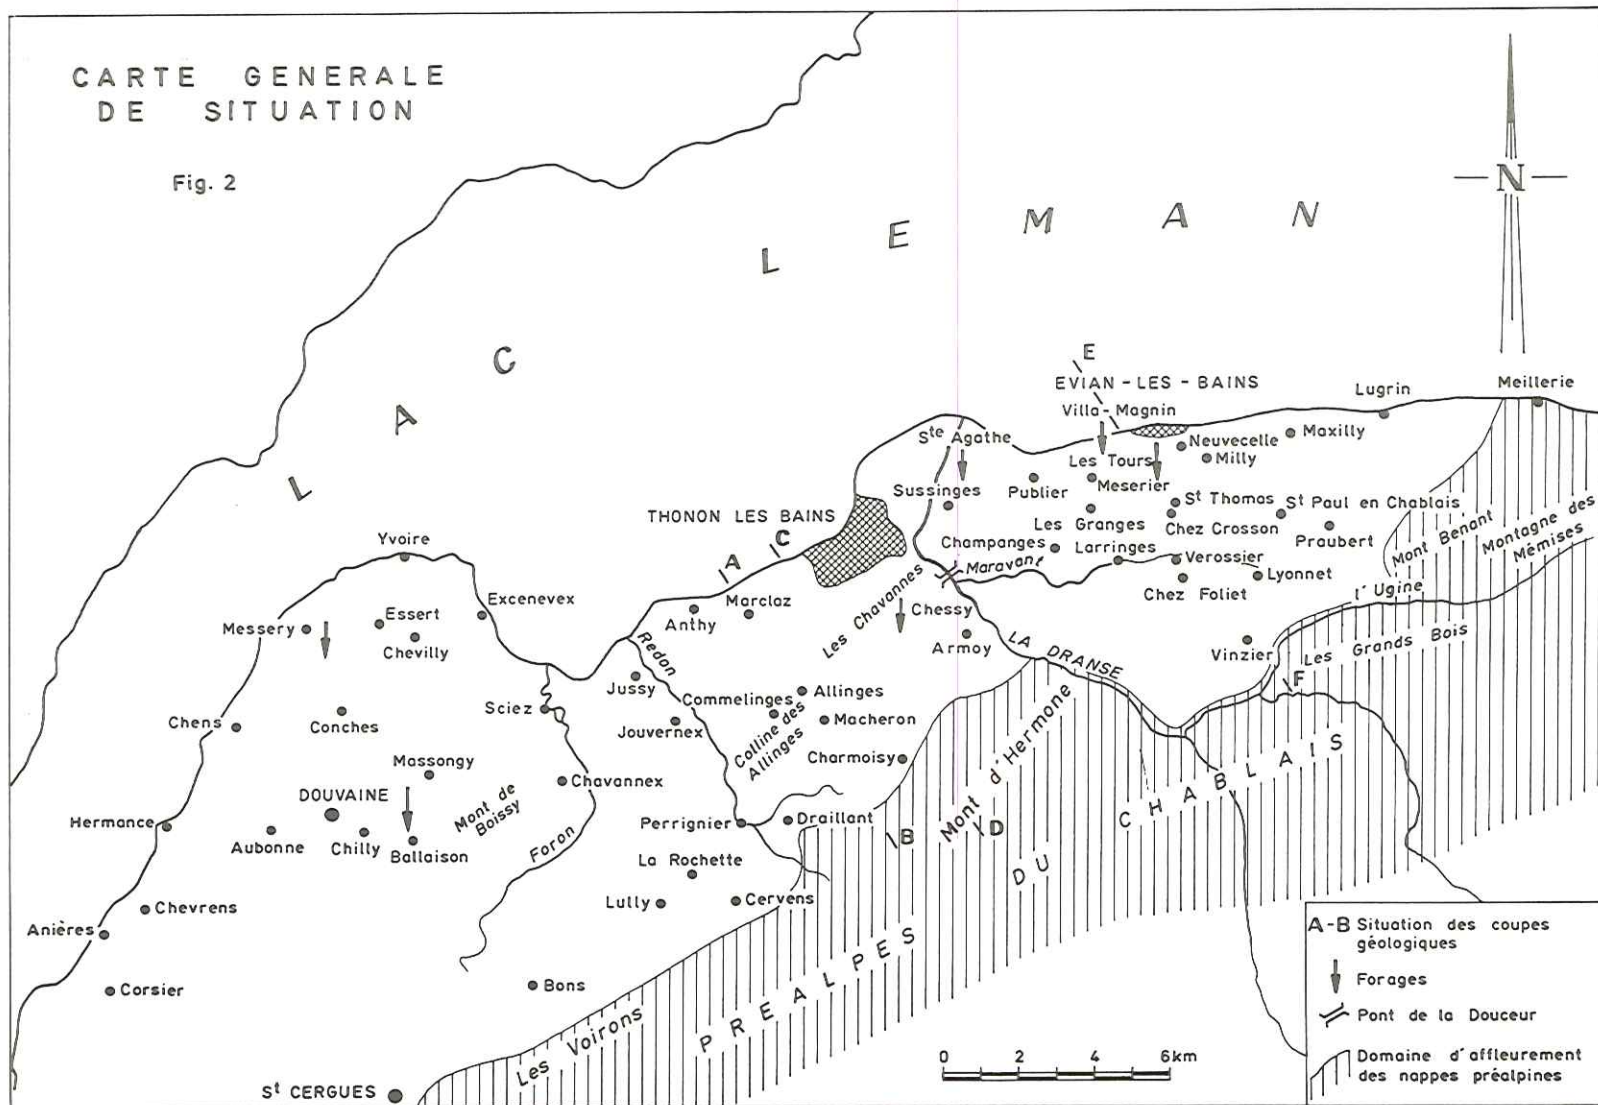 CARTE GENERALE
DE SITUATION
Fig. 2
N
LAC LEMAN
E
EVIAN - LES - BAINS
Villa-Magnin
Lugrin
Meillerie
Ste Agathe
Neuvecelle
Maxilly
Les Tours
Milly
Sussinges
Publier
Meserier
St Thomas
St Paul en Chablais
Les Granges
Chez Crosson
Praubert
THONON LES BAINS
C
A
Champanges
Larringes
Verossier
Lyonnet
Maravant
Chez Foliet
Mont Benant
Montagne des
Mémises
l'Ugine
Yvoire
Excenevex
Essert
Messery
Chevilly
Anthy
Marclaz
Les Chavannes
Chessy
Armoy
LA DRANSE
Vinzier
Les Grands Bois
F
Redon
Jussy
Commelinges
Allinges
Sciez
Jouvernex
Macheron
Colline des
Allinges
Charmoisy
Mont d'Hermone
Chens
Conches
Massongy
Chavannex
DOUVAINE
Mont de
Boissy
Hermance
Aubonne
Chilly
Ballaison
Foron
Perrignier
Draillant
B
D
La Rochette
Lully
Cervens
Chevrens
Anières
Corsier
Bons
Les Voirons
PREALPES DU CHABLAIS
St CERGUES
0 2 4 6km
A-B Situation des coupes
géologiques
Forages
Pont de la Douceur
Domaine d'affleurement
des nappes préalpines